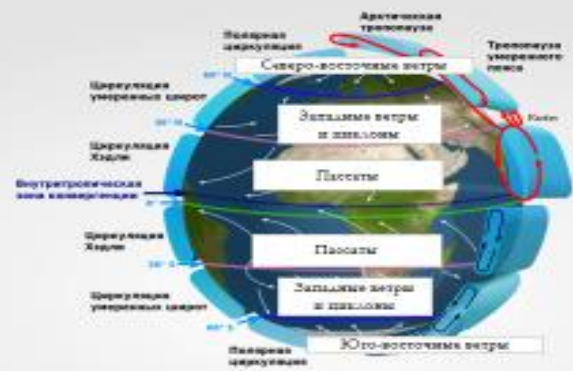 Арктическая
тропопауза
Полярная
циркуляция
Тропопауза
умеренного
пояса
Северо-восточные ветры
60° N
Циркуляция
умеренных широт
Западные ветры
и циклоны
30° N
Циркуляция
Хэдли
Пассаты
Внутритропическая
зона конвергенции
0°
Циркуляция
Хэдли
Пассаты
30° S
Западные ветры
и циклоны
Циркуляция
умеренных широт
60° S
Юго-восточные ветры
Полярная
циркуляция